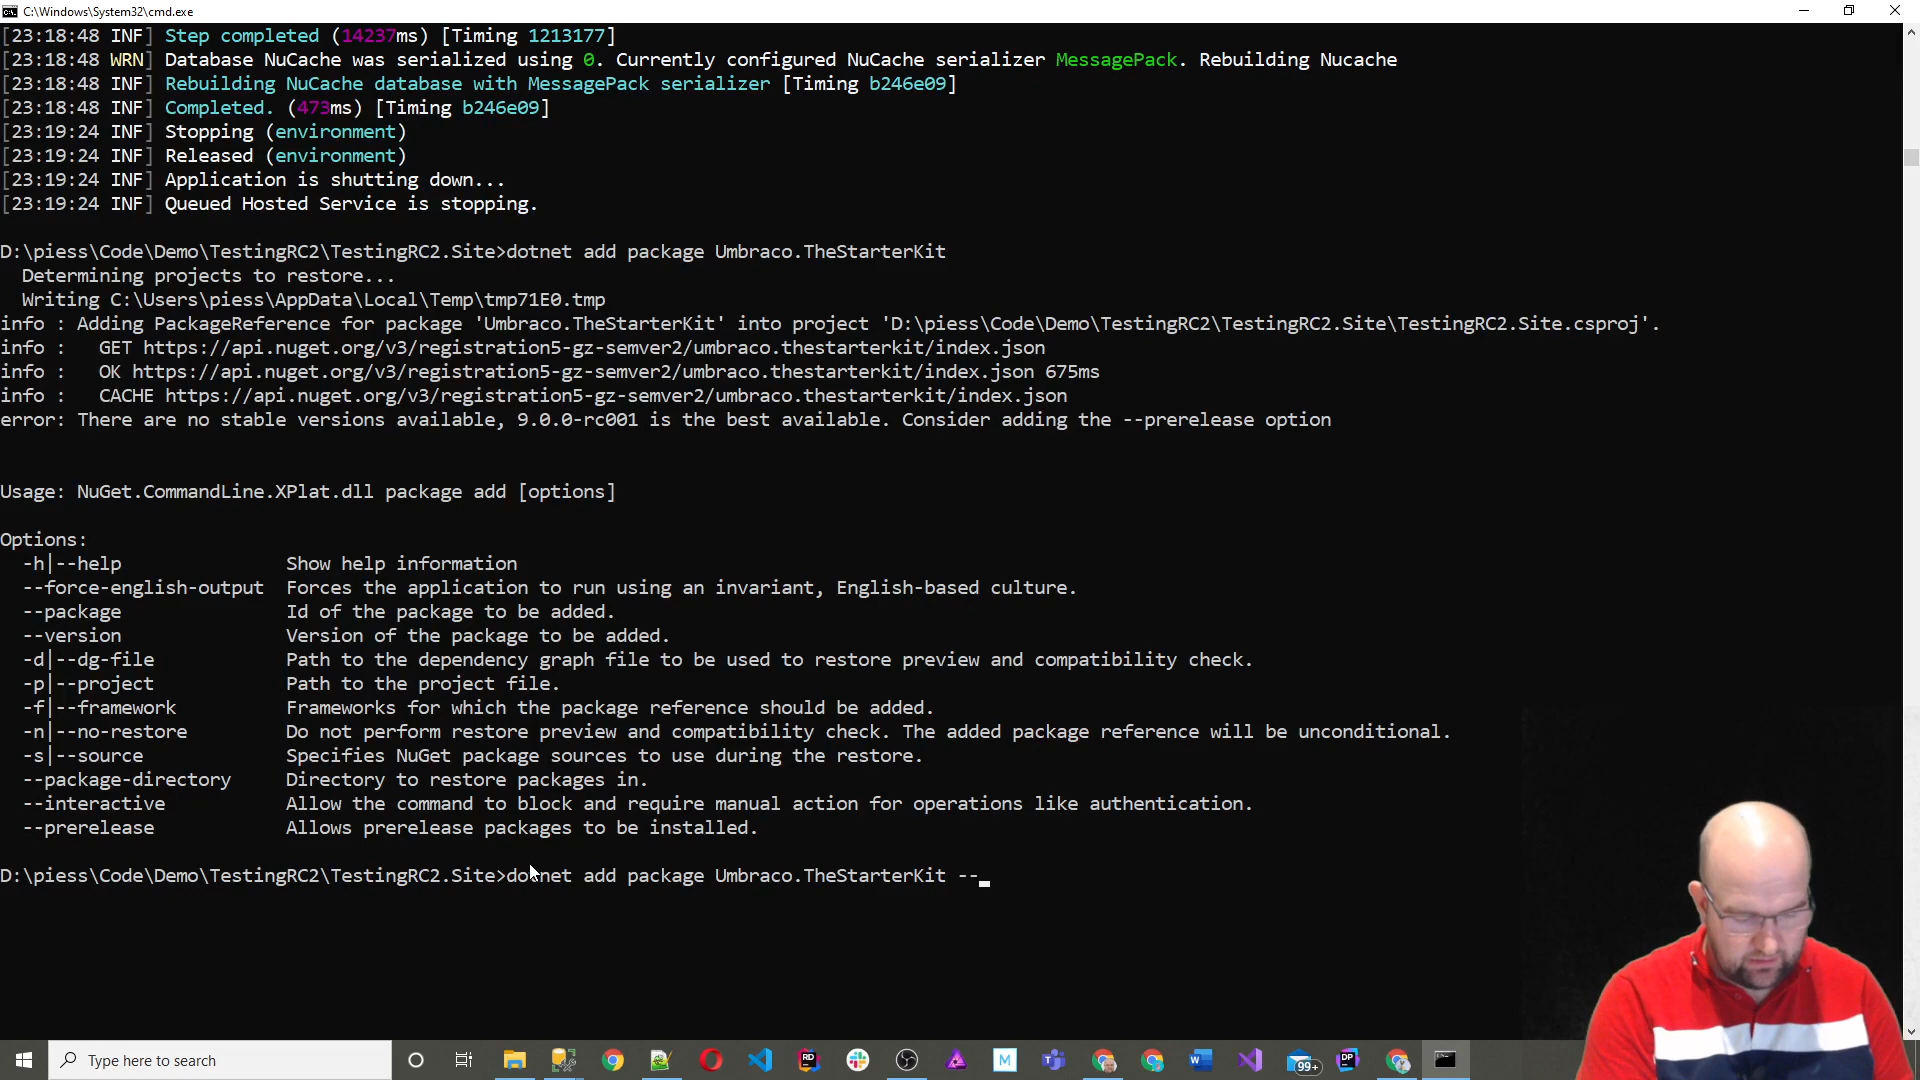 C:\Windows\System32\cmd.exe
[23:18:48 INF] Step completed (14237ms) [Timing 1213177]
[23:18:48 WRN] Database NuCache was serialized using 0. Currently configured NuCache serializer MessagePack. Rebuilding Nucache
[23:18:48 INF] Rebuilding NuCache database with MessagePack serializer [Timing b246e09]
[23:18:48 INF] Completed. (473ms) [Timing b246e09]
[23:19:24 INF] Stopping (environment)
[23:19:24 INF] Released (environment)
[23:19:24 INF] Application is shutting down...
[23:19:24 INF] Queued Hosted Service is stopping.
D:\piess\Code\Demo\TestingRC2\TestingRC2.Site>dotnet add package Umbraco.TheStarterKit
Determining projects to restore...
Writing C:\Users\piess\AppData\Local\Temp\tmp71E0.tmp
info : Adding PackageReference for package 'Umbraco.TheStarterKit' into project 'D:\piess\Code\Demo\TestingRC2\TestingRC2.Site\TestingRC2.Site.csproj'.
info :   GET https://api.nuget.org/v3/registration5-gz-semver2/umbraco.thestarterkit/index.json
info :   OK https://api.nuget.org/v3/registration5-gz-semver2/umbraco.thestarterkit/index.json 675ms
info :   CACHE https://api.nuget.org/v3/registration5-gz-semver2/umbraco.thestarterkit/index.json
error: There are no stable versions available, 9.0.0-rc001 is the best available. Consider adding the --prerelease option
Usage: NuGet.CommandLine.XPlat.dll package add [options]
Options:
-h|--help Show help information
--force-english-output Forces the application to run using an invariant, English-based culture.
--package Id of the package to be added.
--version Version of the package to be added.
-d|--dg-file Path to the dependency graph file to be used to restore preview and compatibility check.
-p|--project Path to the project file.
-f|--framework Frameworks for which the package reference should be added.
-n|--no-restore Do not perform restore preview and compatibility check. The added package reference will be unconditional.
-s|--source Specifies NuGet package sources to use during the restore.
--package-directory Directory to restore packages in.
--interactive Allow the command to block and require manual action for operations like authentication.
--prerelease Allows prerelease packages to be installed.
D:\piess\Code\Demo\TestingRC2\TestingRC2.Site>dotnet add package Umbraco.TheStarterKit --
Type here to search
RD
M
W
99+
DP